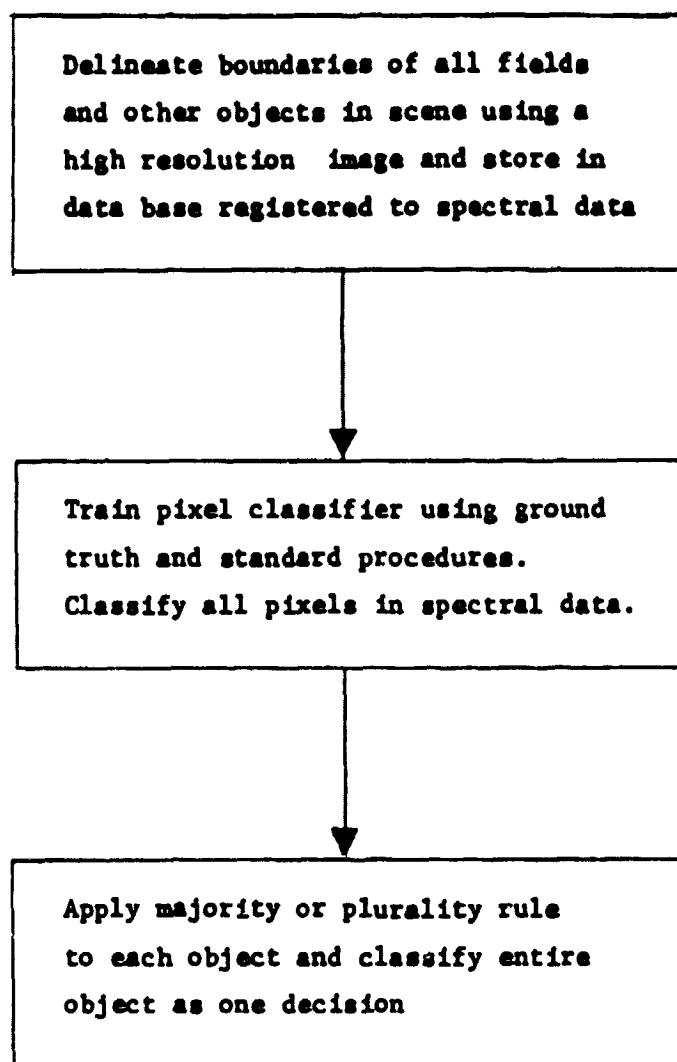 Delineate boundaries of all fields
and other objects in scene using a
high resolution image and store in
data base registered to spectral data
Train pixel classifier using ground
truth and standard procedures.
Classify all pixels in spectral data.
Apply majority or plurality rule
to each object and classify entire
object as one decision